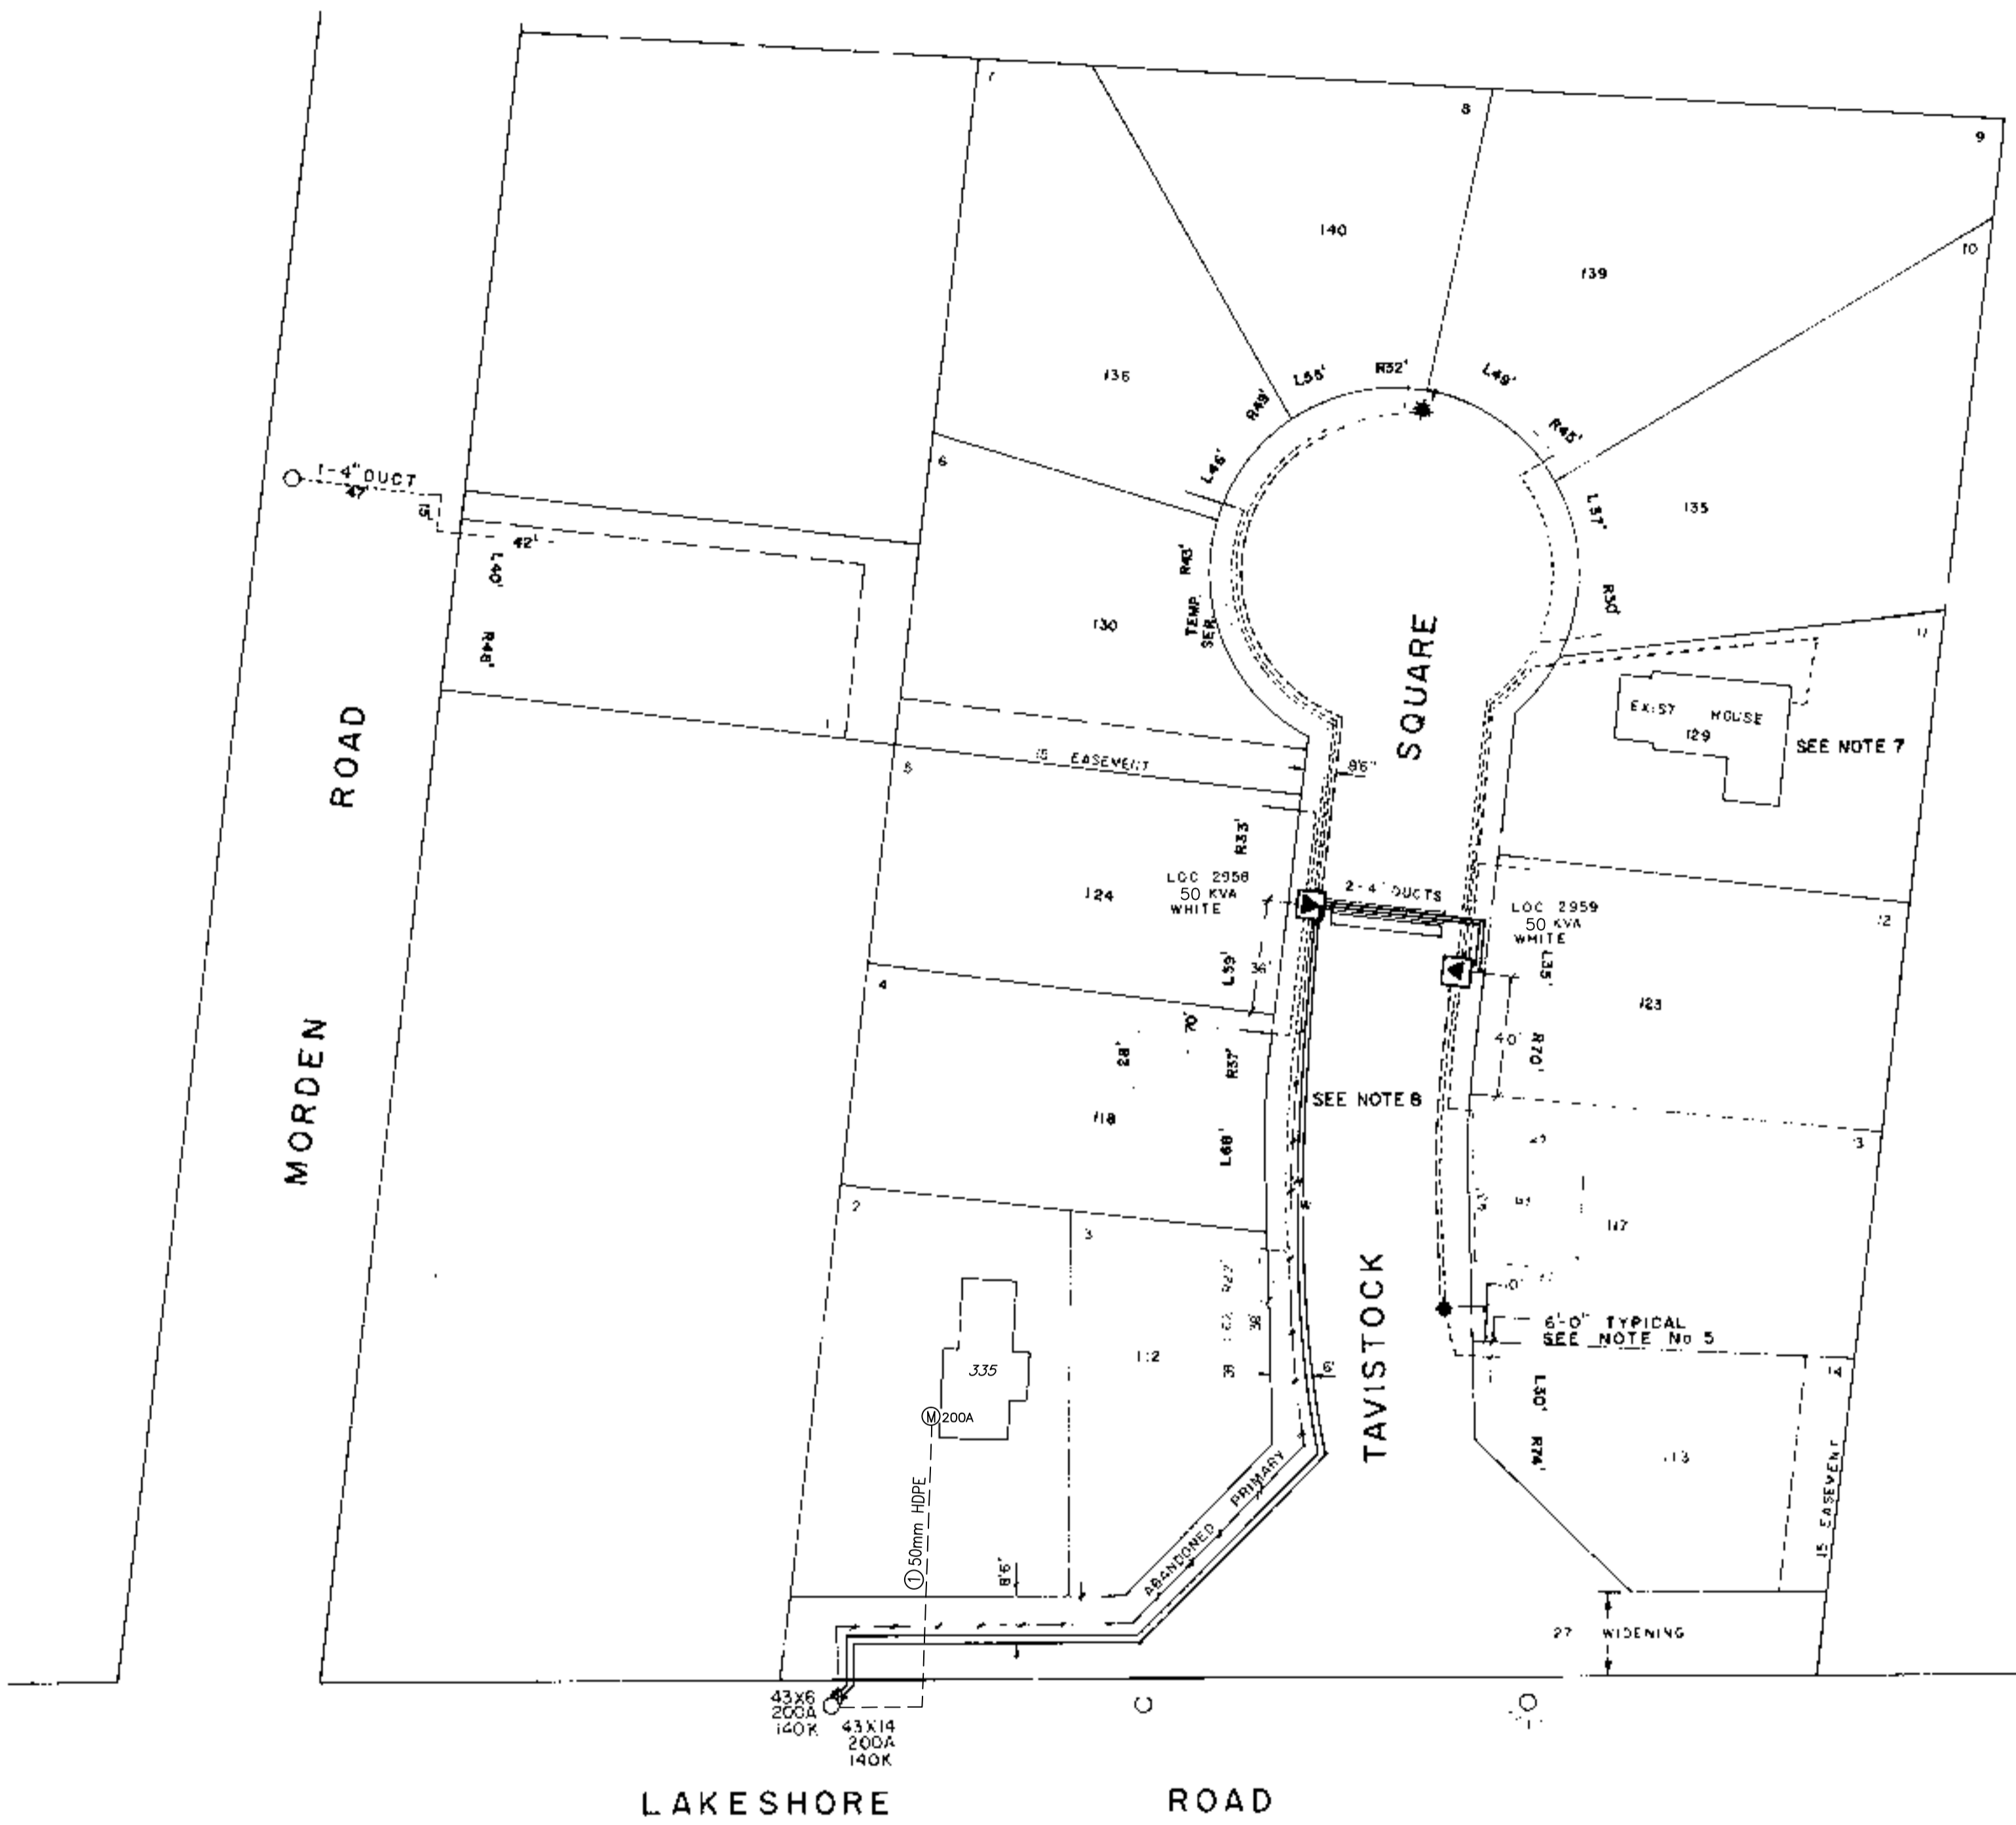 7
8
9
10
140
139
136
R32'
L55'
L49'
R49'
R45'
L46'
6
1-4" DUCT
47'
15'
42'
L40'
R48'
L37'
135
R43'
R30'
TEMP.
SER.
130
SQUARE
11
EXIST HOUSE
129
SEE NOTE 7
1
15 EASEMENT
5
8'6"
ROAD
R33'
LOC 2958
50 KVA
WHITE
124
2-4" DUCTS
LOC 2959
50 KVA
WHITE
12
L35'
L39'
4
123
70'
28'
R37'
40'
R70'
SEE NOTE 8
MORDEN
118
L68'
13
117
2
3
TAVISTOCK
6'-0" TYPICAL
SEE NOTE No 5
112
38'
6'
335
14
M 200A
L30'
R74'
113
15 EASEMENT
ABANDONED PRIMARY
1 50mm HDPE
8'6"
27 WIDENING
43X6
200A
140K
43X14
200A
140K
LAKESHORE ROAD